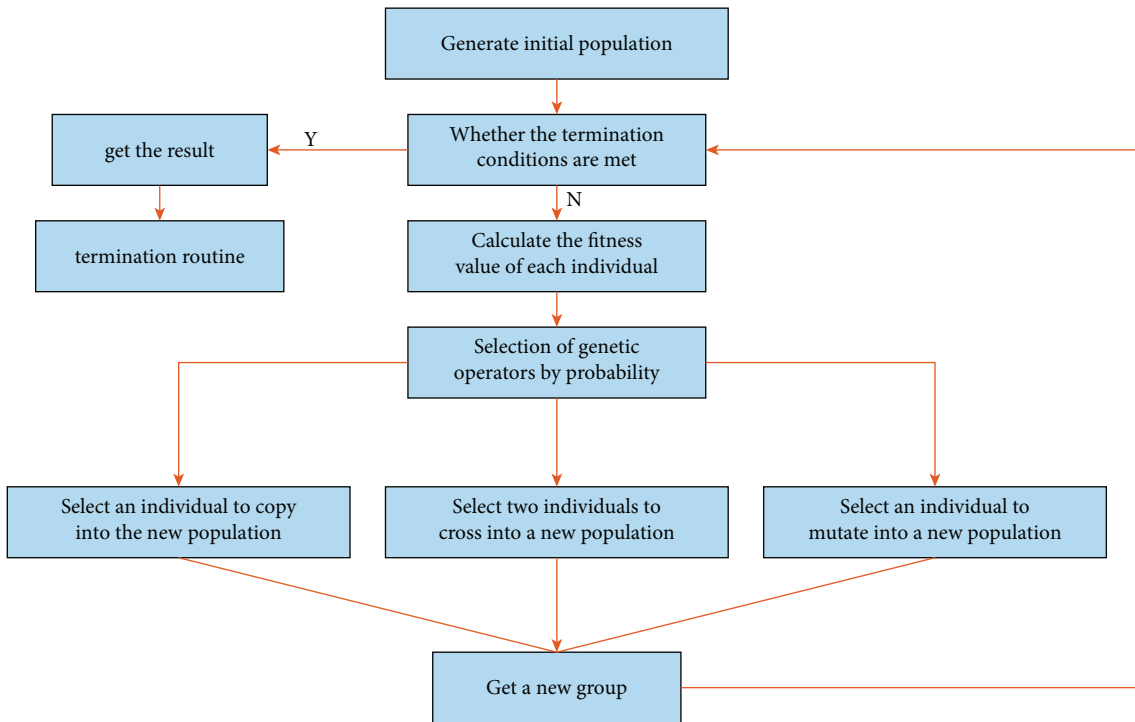 Generate initial population
Whether the termination
conditions are met
Y
get the result
N
termination routine
Calculate the fitness
value of each individual
Selection of genetic
operators by probability
Select an individual to copy
into the new population
Select two individuals to
cross into a new population
Select an individual to
mutate into a new population
Get a new group